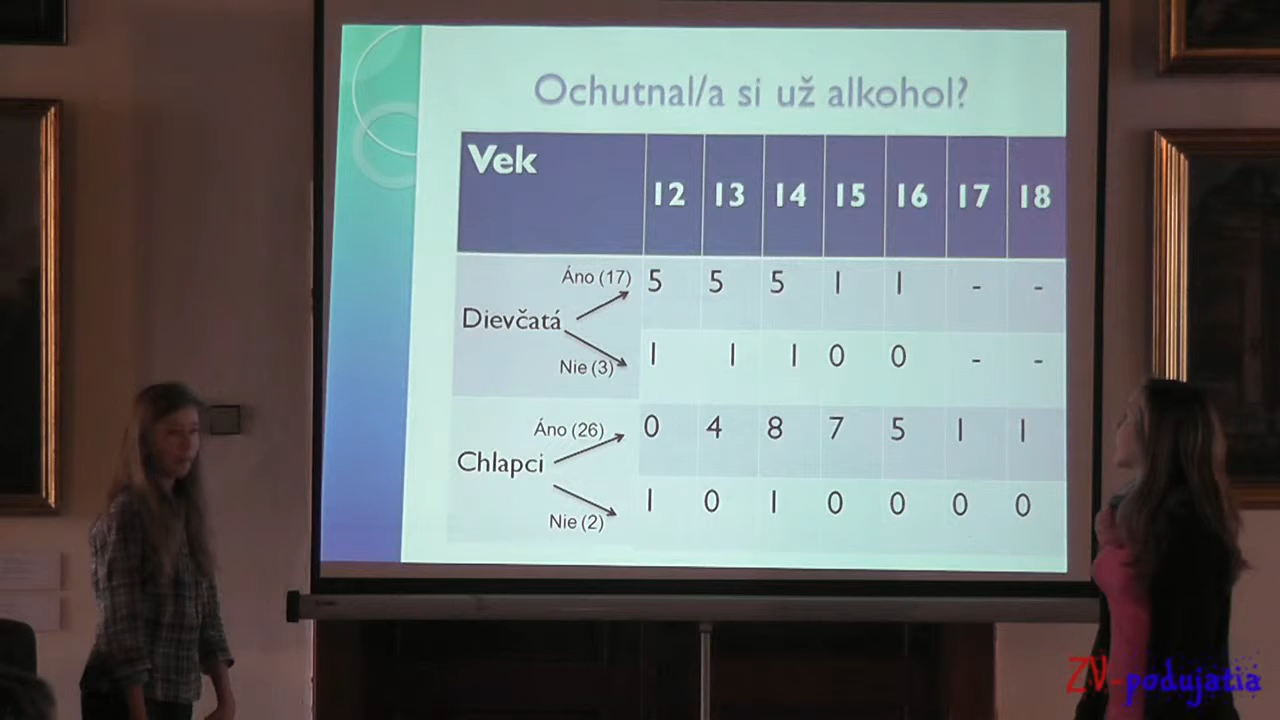 Ochutnal/a si už alkohol?
Vek 12 13 14 15 16 17 18
Áno (17) 5 5 5 1 1 - -
Dievčatá
Nie (3) 1 1 1 0 0 - -
Áno (26) 0 4 8 7 5 1 1
Chlapci
Nie (2) 1 0 1 0 0 0 0
ZV-podujatia